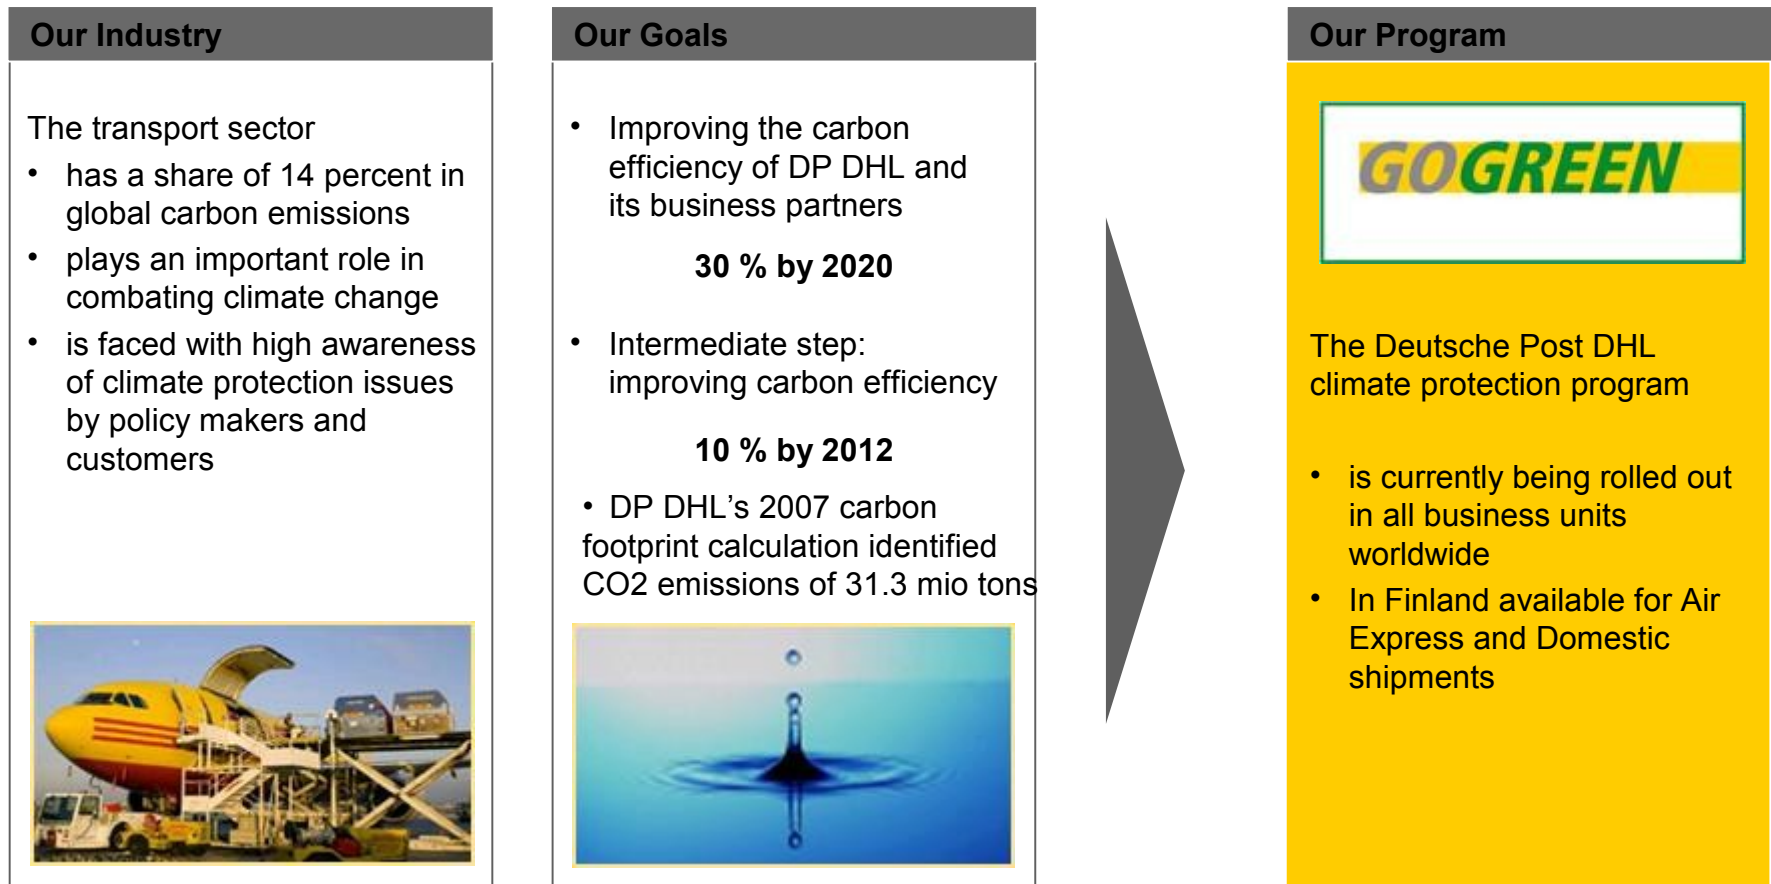 Our Industry
The transport sector
• has a share of 14 percent in
global carbon emissions
• plays an important role in
combating climate change
• is faced with high awareness
of climate protection issues
by policy makers and
customers
Our Goals
• Improving the carbon
efficiency of DP DHL and
its business partners
30 % by 2020
• Intermediate step:
improving carbon efficiency
10 % by 2012
• DP DHL’s 2007 carbon
footprint calculation identified
CO2 emissions of 31.3 mio tons
Our Program
GOGREEN
The Deutsche Post DHL
climate protection program
• is currently being rolled out
in all business units
worldwide
• In Finland available for Air
Express and Domestic
shipments